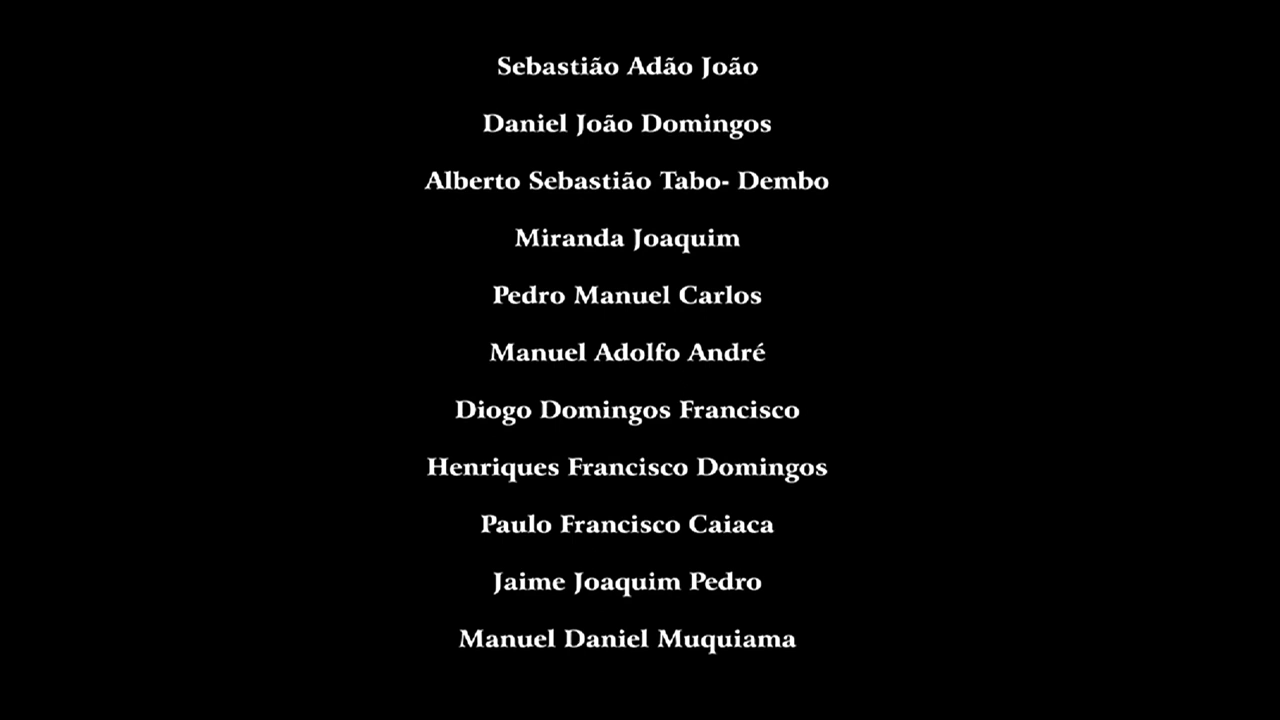 Sebastião Adão João
Daniel João Domingos
Alberto Sebastião Tabo- Dembo
Miranda Joaquim
Pedro Manuel Carlos
Manuel Adolfo André
Diogo Domingos Francisco
Henriques Francisco Domingos
Paulo Francisco Caiaca
Jaime Joaquim Pedro
Manuel Daniel Muquiama